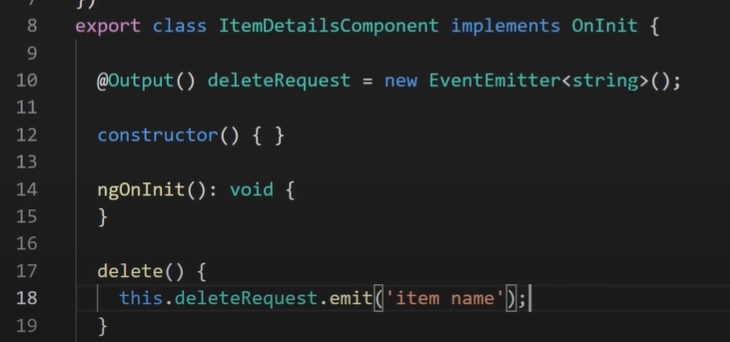 7 })
8 export class ItemDetailsComponent implements OnInit {
9
10 @Output() deleteRequest = new EventEmitter<string>();
11
12 constructor() { }
13
14 ngOnInit(): void {
15 }
16
17 delete() {
18 this.deleteRequest.emit('item name');
19 }